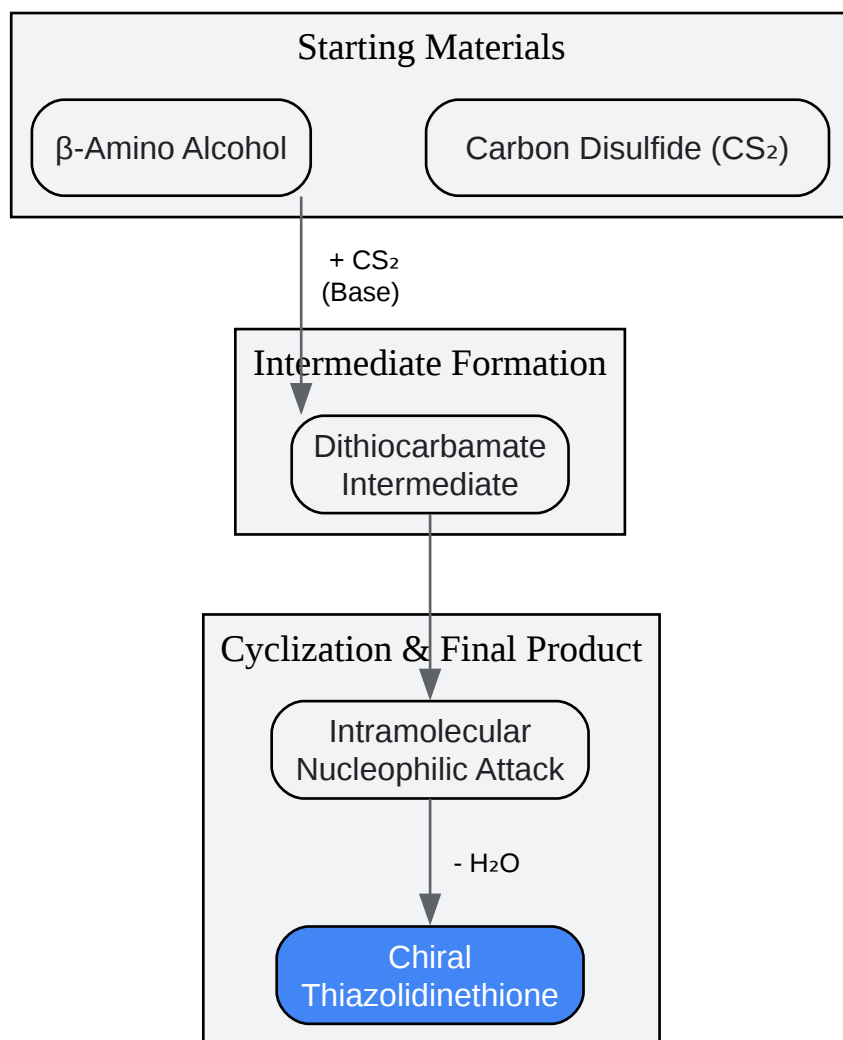 Starting Materials
β-Amino Alcohol
Carbon Disulfide (CS₂)
+ CS₂
(Base)
Intermediate Formation
Dithiocarbamate
Intermediate
Cyclization & Final Product
Intramolecular
Nucleophilic Attack
- H₂O
Chiral
Thiazolidinethione